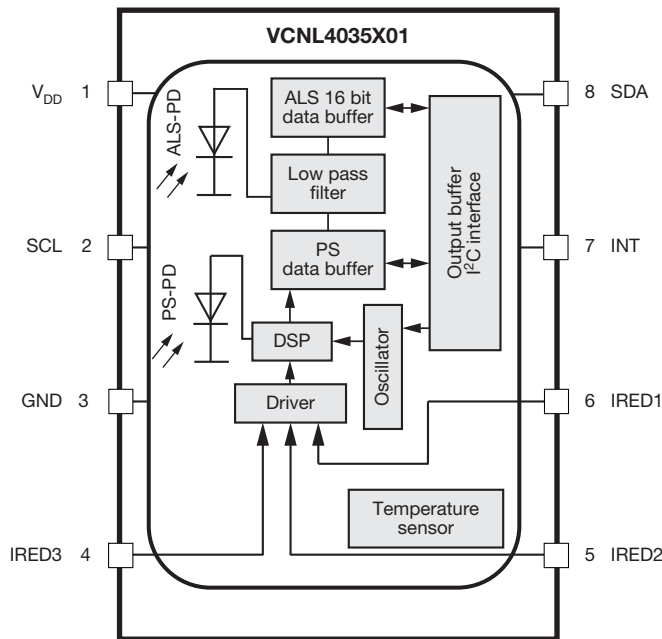 VCNL4035X01
VDD 1
8 SDA
ALS-PD
ALS 16 bit
data buffer
Low pass
filter
Output buffer
I2C interface
SCL 2
7 INT
PS-PD
PS
data buffer
DSP
Oscillator
GND 3
Driver
6 IRED1
Temperature
sensor
IRED3 4
5 IRED2